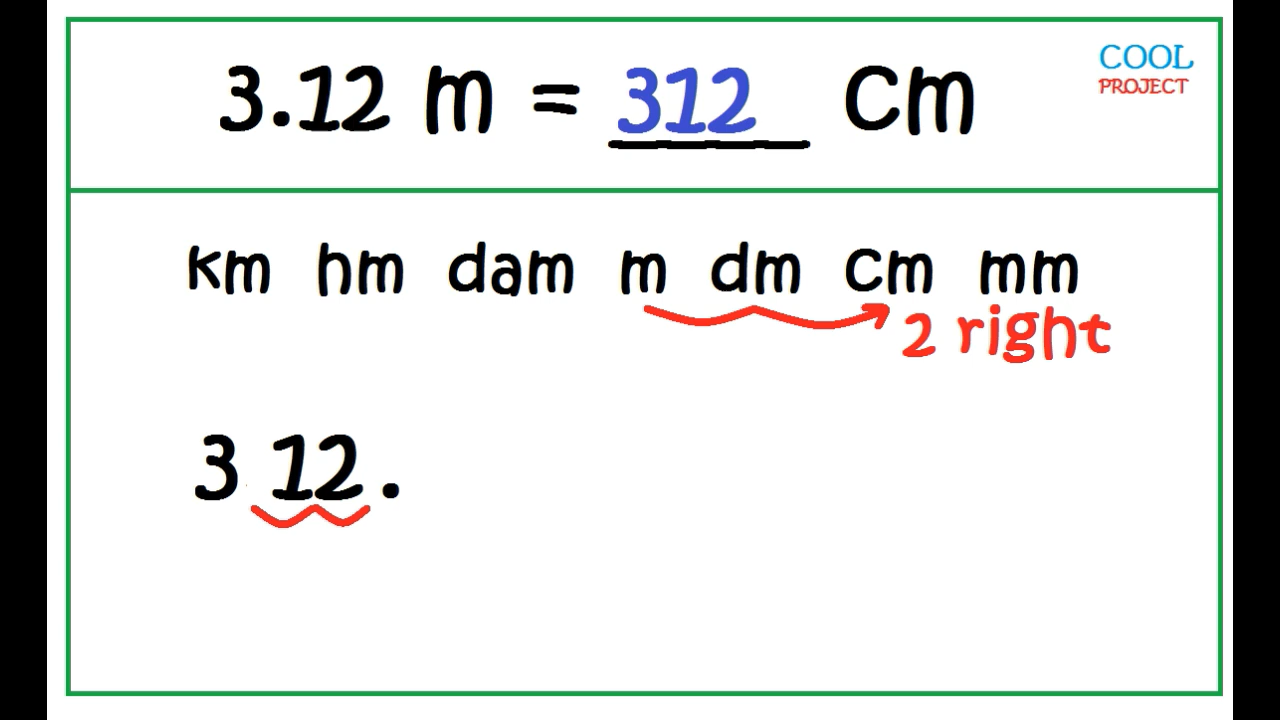 COOL
PROJECT
3.12 m = 312 cm
km hm dam m dm cm mm
2 right
3 12.